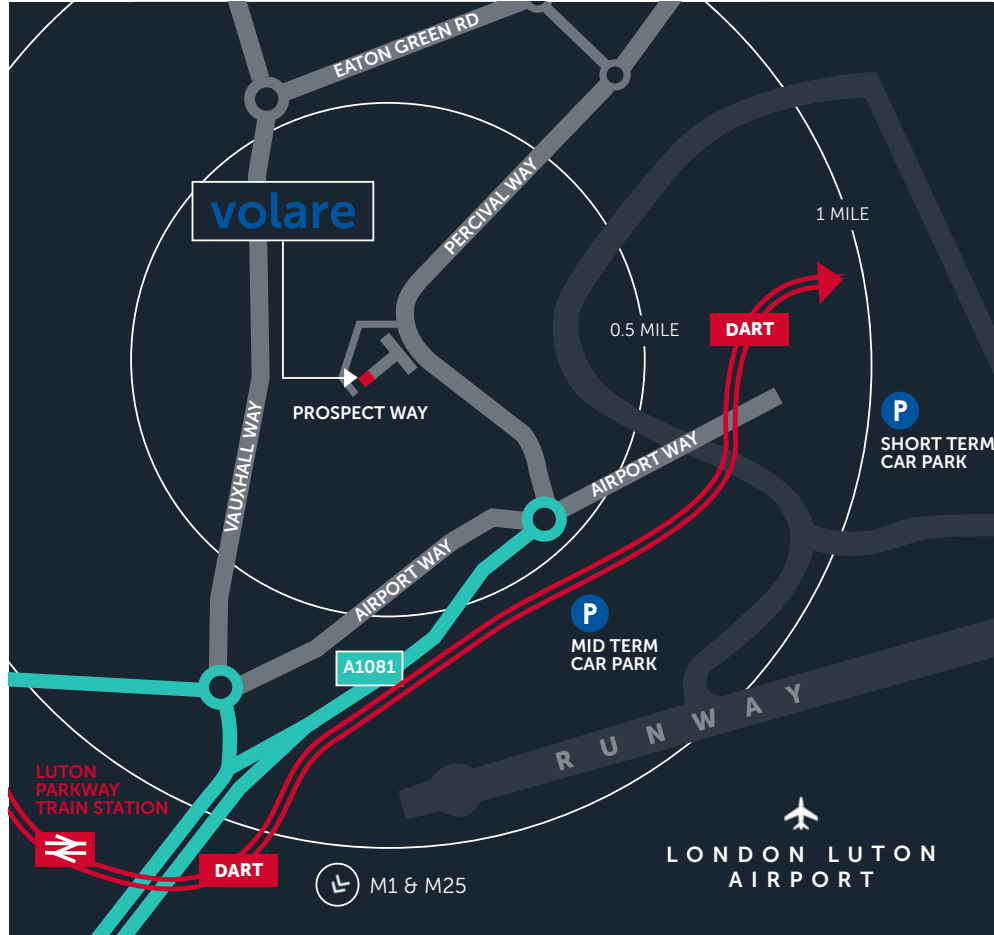 EATON GREEN RD
volare
PERCIVAL WAY
1 MILE
0.5 MILE
DART
PROSPECT WAY
P
SHORT TERM
CAR PARK
VAUXHALL WAY
AIRPORT WAY
AIRPORT WAY
P
MID TERM
CAR PARK
A1081
RUNWAY
LUTON
PARKWAY
TRAIN STATION
DART
M1 & M25
LONDON LUTON
AIRPORT